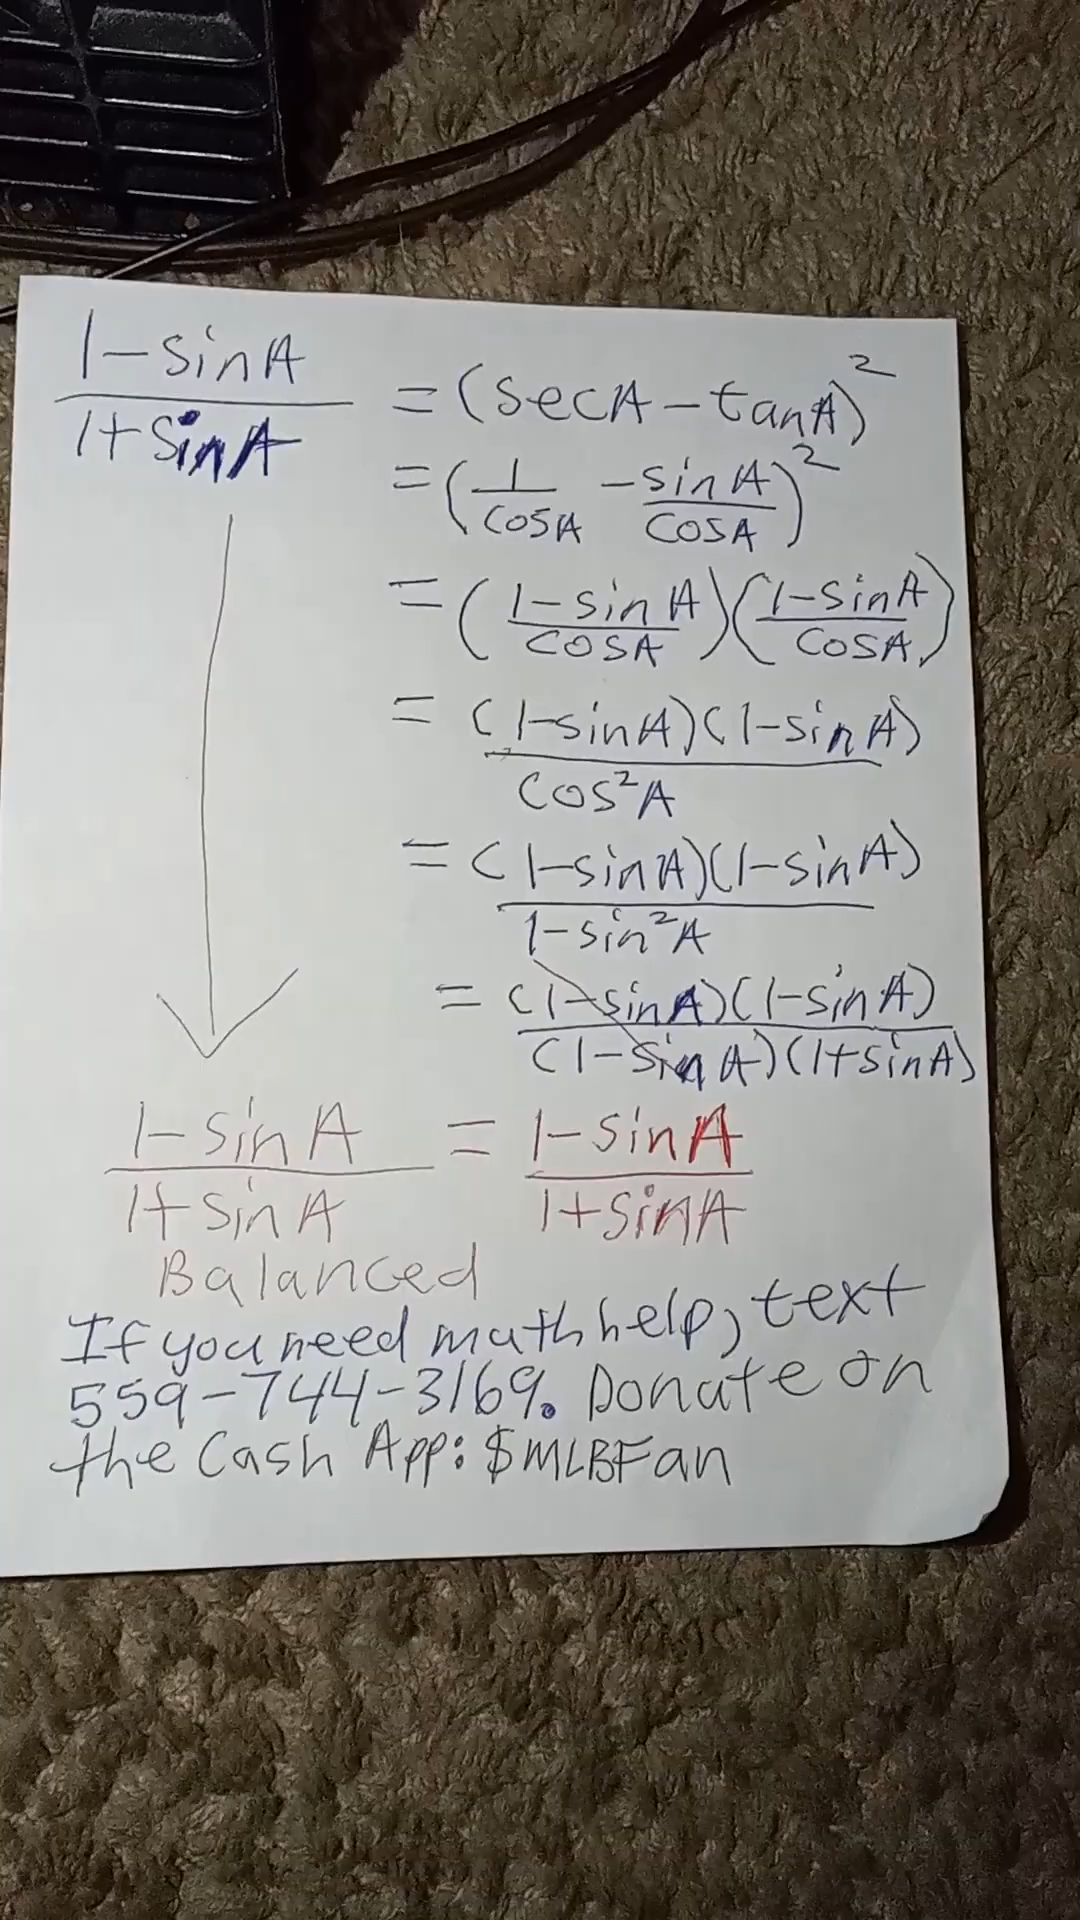 1-sinA/1+sinA = (secA-tanA)²
= (1/cosA - sinA/cosA)²
= (1-sinA/cosA)(1-sinA/cosA)
= (1-sinA)(1-sinA)/cos²A
= (1-sinA)(1-sinA)/1-sin²A
= (1-sinA)(1-sinA)/(1-sinA)(1+sinA)
1-sinA/1+sinA = 1-sinA/1+sinA
Balanced
If you need math help, text
559-744-3169. Donate on
the Cash App: $MLBFan